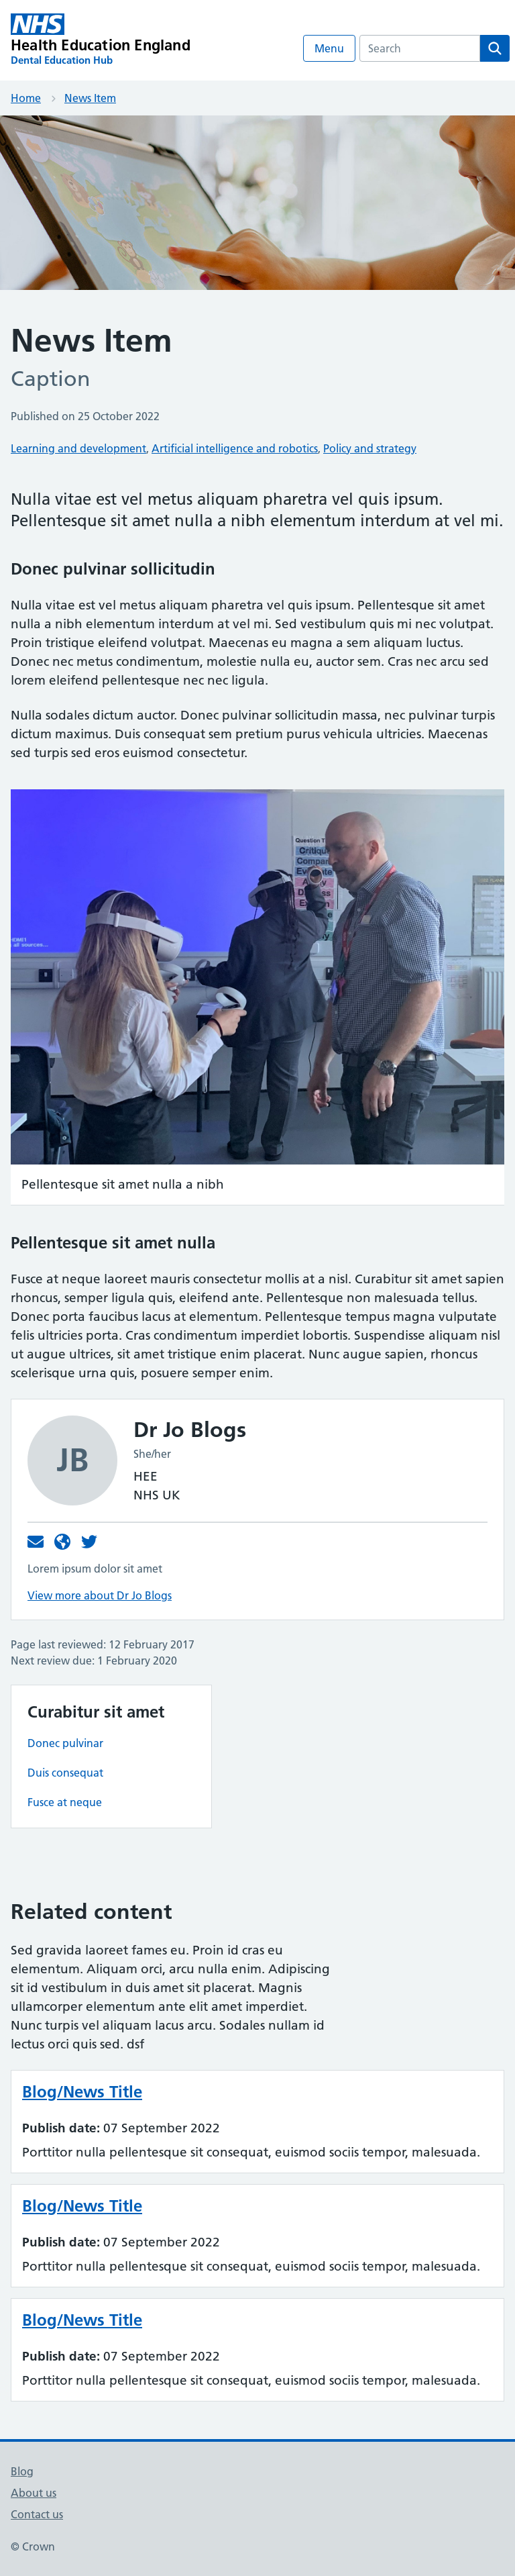 NHS
Health Education England
Dental Education Hub
Menu
Search
Home
News Item
News Item
Caption
Published on 25 October 2022
Learning and development, Artificial intelligence and robotics, Policy and strategy
Nulla vitae est vel metus aliquam pharetra vel quis ipsum.
Pellentesque sit amet nulla a nibh elementum interdum at vel mi.
Donec pulvinar sollicitudin
Nulla vitae est vel metus aliquam pharetra vel quis ipsum. Pellentesque sit amet
nulla a nibh elementum interdum at vel mi. Sed vestibulum quis mi nec volutpat.
Proin tristique eleifend volutpat. Maecenas eu magna a sem aliquam luctus.
Donec nec metus condimentum, molestie nulla eu, auctor sem. Cras nec arcu sed
lorem eleifend pellentesque nec nec ligula.
Nulla sodales dictum auctor. Donec pulvinar sollicitudin massa, nec pulvinar turpis
dictum maximus. Duis consequat sem pretium purus vehicula ultricies. Maecenas
sed turpis sed eros euismod consectetur.
Question T
Critique
Compar
Evaluate
Apply
Discuss
Pellentesque sit amet nulla a nibh
Pellentesque sit amet nulla
Fusce at neque laoreet mauris consectetur mollis at a nisl. Curabitur sit amet sapien
rhoncus, semper ligula quis, eleifend ante. Pellentesque non malesuada tellus.
Donec porta faucibus lacus at elementum. Pellentesque tempus magna vulputate
felis ultricies porta. Cras condimentum imperdiet lobortis. Suspendisse aliquam nisl
ut augue ultrices, sit amet tristique enim placerat. Nunc augue sapien, rhoncus
scelerisque urna quis, posuere semper enim.
JB
Dr Jo Blogs
She/her
HEE
NHS UK
Lorem ipsum dolor sit amet
View more about Dr Jo Blogs
Page last reviewed: 12 February 2017
Next review due: 1 February 2020
Curabitur sit amet
Donec pulvinar
Duis consequat
Fusce at neque
Related content
Sed gravida laoreet fames eu. Proin id cras eu
elementum. Aliquam orci, arcu nulla enim. Adipiscing
sit id vestibulum in duis amet sit placerat. Magnis
ullamcorper elementum ante elit amet imperdiet.
Nunc turpis vel aliquam lacus arcu. Sodales nullam id
lectus orci quis sed. dsf
Blog/News Title
Publish date: 07 September 2022
Porttitor nulla pellentesque sit consequat, euismod sociis tempor, malesuada.
Blog/News Title
Publish date: 07 September 2022
Porttitor nulla pellentesque sit consequat, euismod sociis tempor, malesuada.
Blog/News Title
Publish date: 07 September 2022
Porttitor nulla pellentesque sit consequat, euismod sociis tempor, malesuada.
Blog
About us
Contact us
© Crown